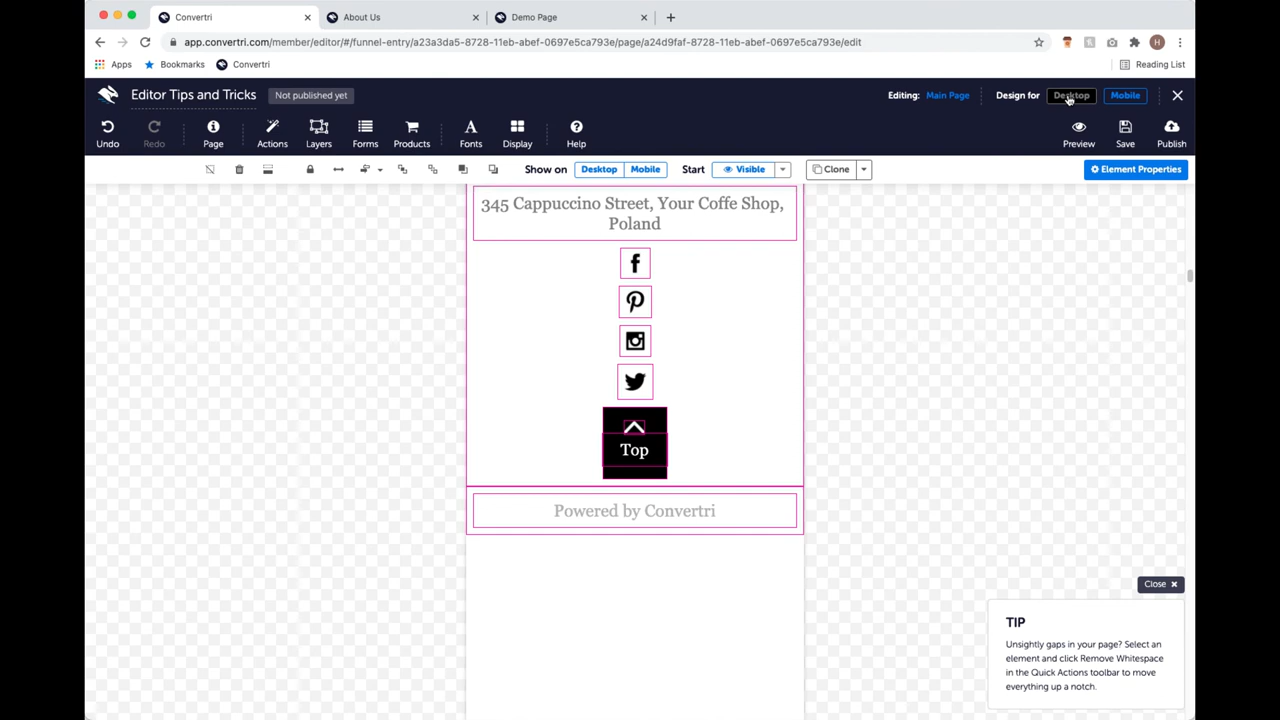 Convertri
About Us
Demo Page
app.convertri.com/member/editor/#/funnel-entry/a23a3da5-8728-11eb-abef-0697e5ca793e/page/a24d9faf-8728-11eb-abef-0697e5ca793e/edit
H
Apps
Bookmarks
Convertri
Reading List
Editor Tips and Tricks
Not published yet
Editing: Main Page
Design for
Desktop
Mobile
Undo
Redo
Page
Actions
Layers
Forms
Products
Fonts
Display
Help
Preview
Save
Publish
Show on
Desktop
Mobile
Start
Visible
Clone
Element Properties
345 Cappuccino Street, Your Coffe Shop,
Poland
Top
Powered by Convertri
Close
TIP
Unsightly gaps in your page? Select an
element and click Remove Whitespace
in the Quick Actions toolbar to move
everything up a notch.